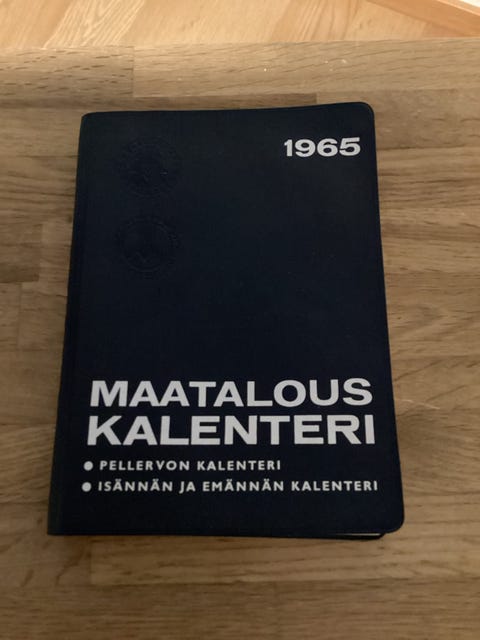 1965
MAATALOUS
KALENTERI
● PELLERVON KALENTERI
● ISÄNNÄN JA EMÄNNÄN KALENTERI